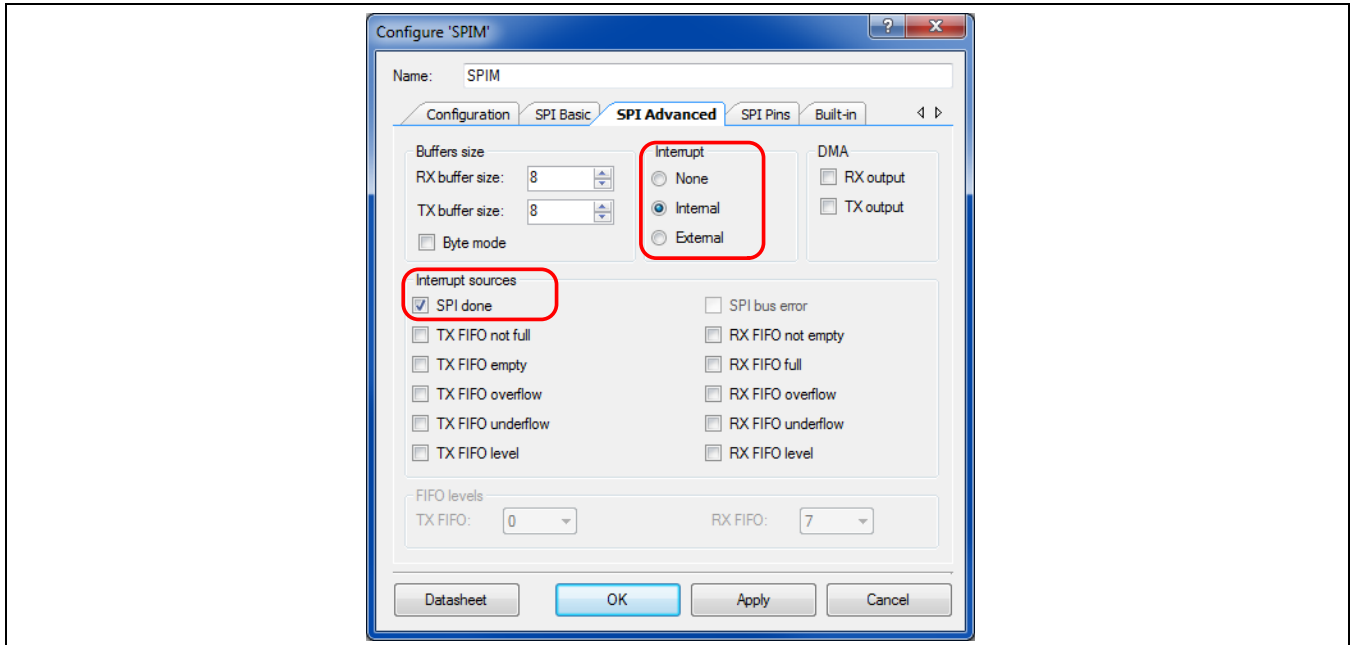 Configure 'SPIM'
Name: SPIM
Configuration SPI Basic SPI Advanced SPI Pins Built-in
Buffers size Interrupt DMA
RX buffer size: 8 None RX output
TX buffer size: 8 Internal TX output
Byte mode External
Interrupt sources
SPI done SPI bus error
TX FIFO not full RX FIFO not empty
TX FIFO empty RX FIFO full
TX FIFO overflow RX FIFO overflow
TX FIFO underflow RX FIFO underflow
TX FIFO level RX FIFO level
FIFO levels
TX FIFO: 0 RX FIFO: 7
Datasheet OK Apply Cancel